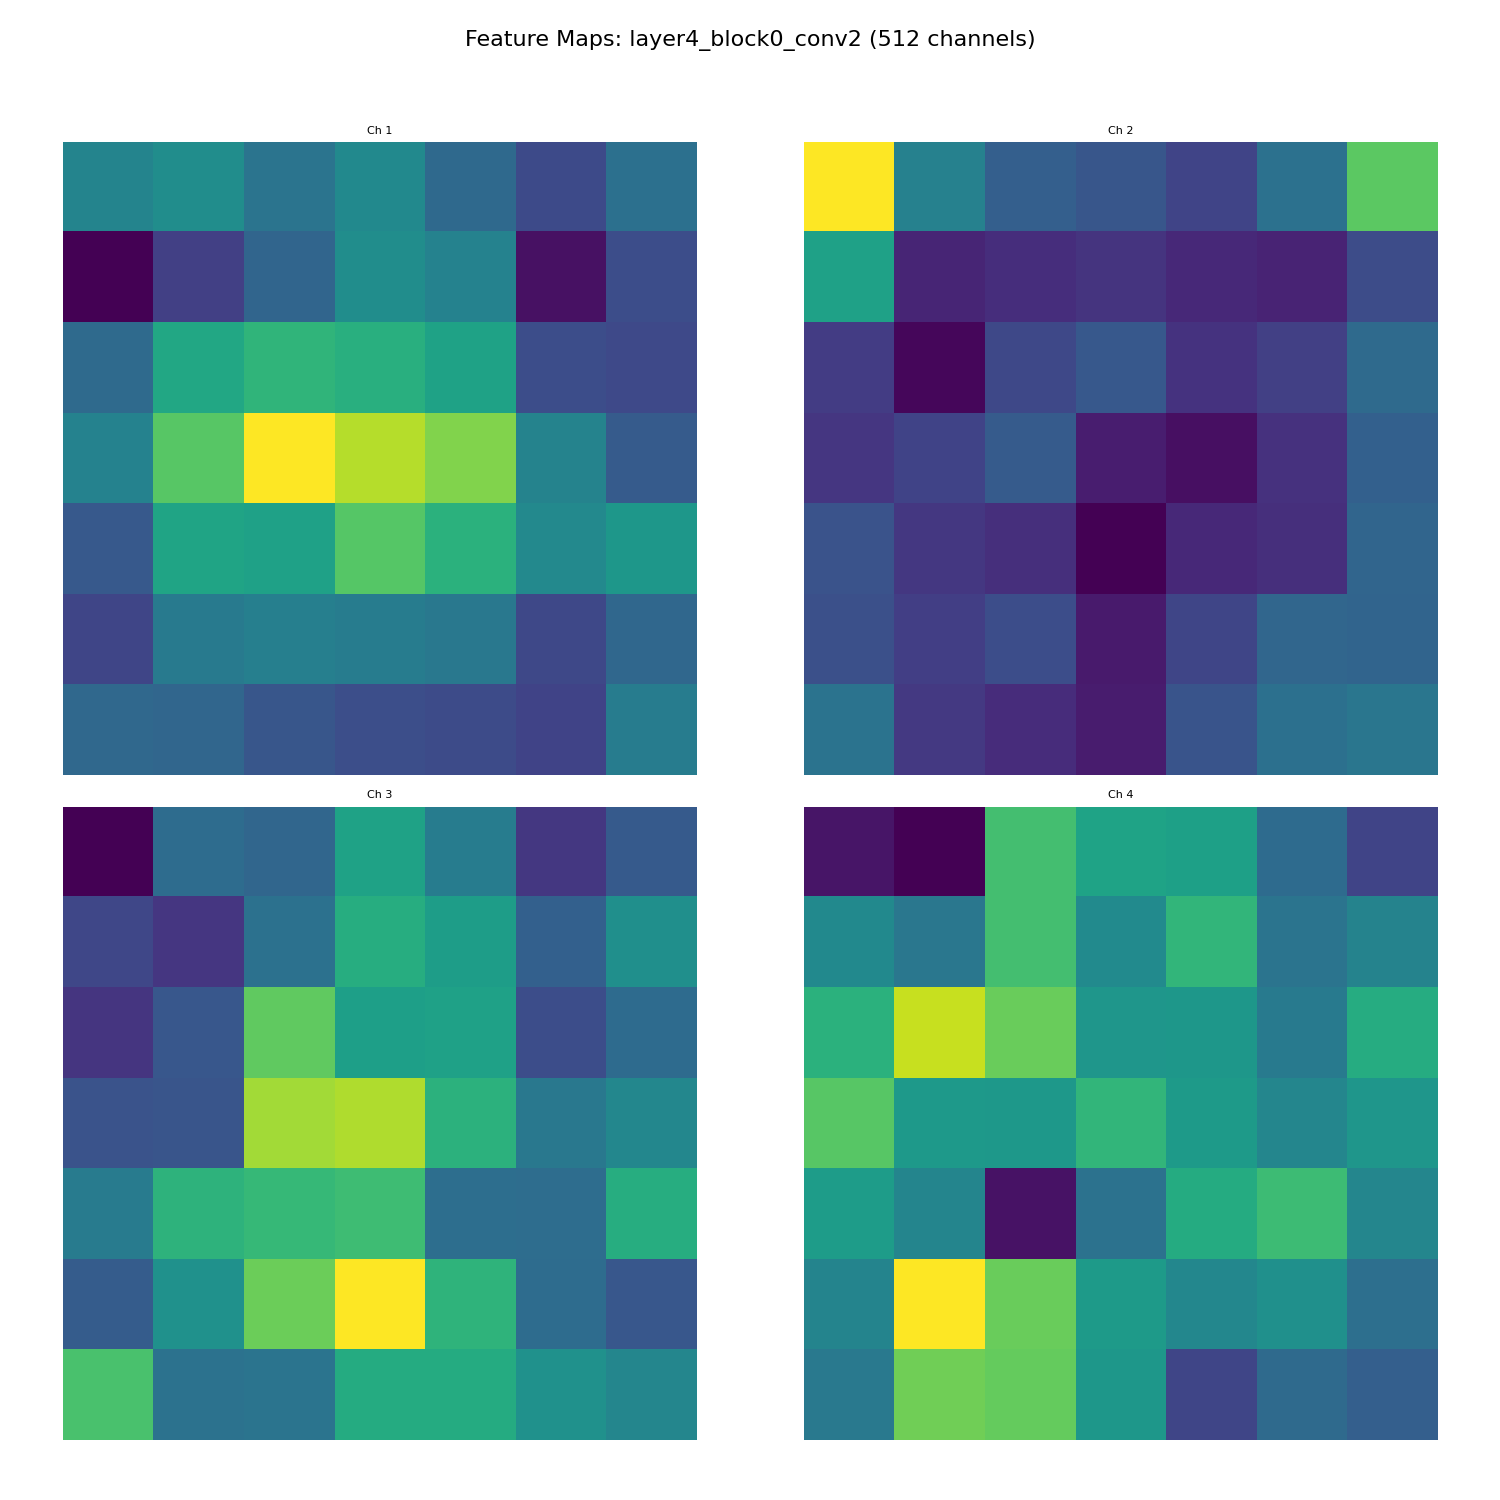 Feature Maps: layer4_block0_conv2 (512 channels)
Ch 1
Ch 2
Ch 3
Ch 4